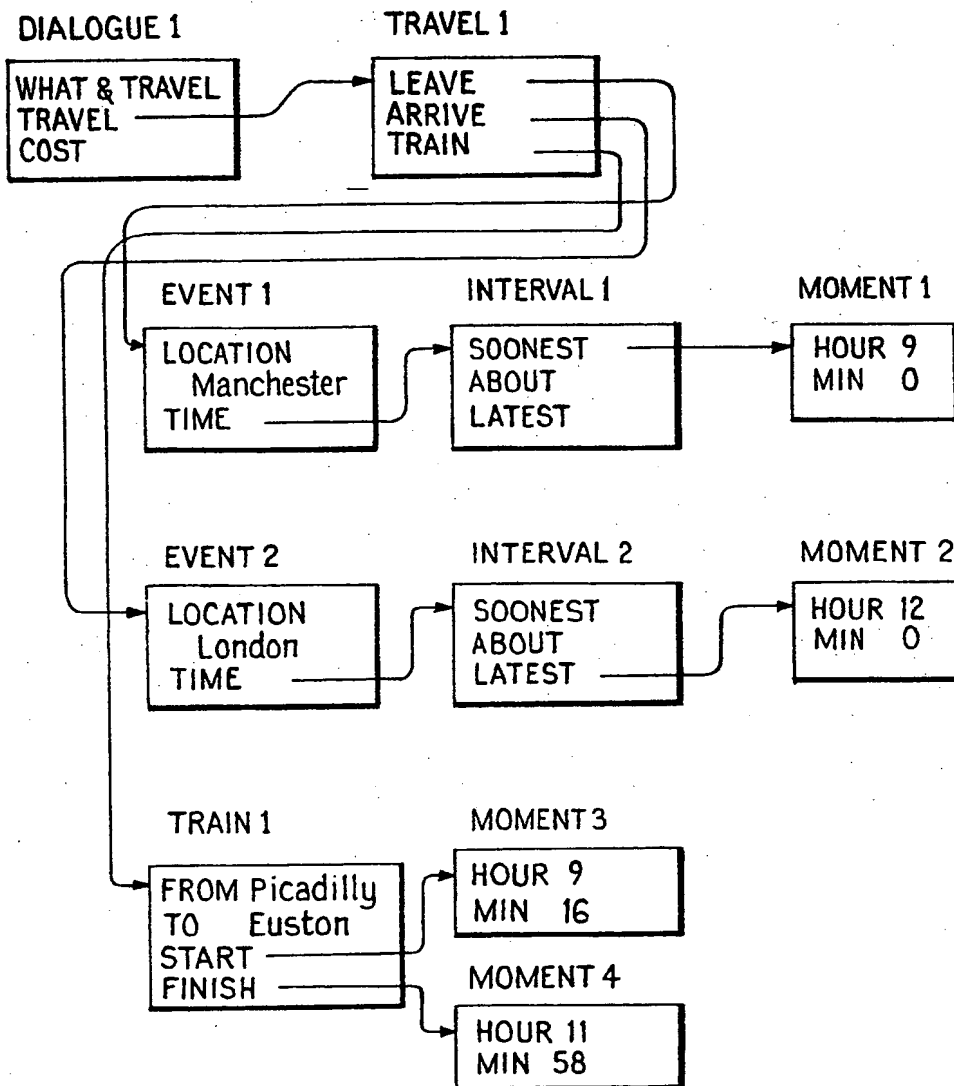 DIALOGUE 1
WHAT & TRAVEL
TRAVEL
COST
TRAVEL 1
LEAVE
ARRIVE
TRAIN
EVENT 1
LOCATION
Manchester
TIME
INTERVAL 1
SOONEST
ABOUT
LATEST
MOMENT 1
HOUR 9
MIN 0
EVENT 2
LOCATION
London
TIME
INTERVAL 2
SOONEST
ABOUT
LATEST
MOMENT 2
HOUR 12
MIN 0
TRAIN 1
FROM Picadilly
TO Euston
START
FINISH
MOMENT 3
HOUR 9
MIN 16
MOMENT 4
HOUR 11
MIN 58